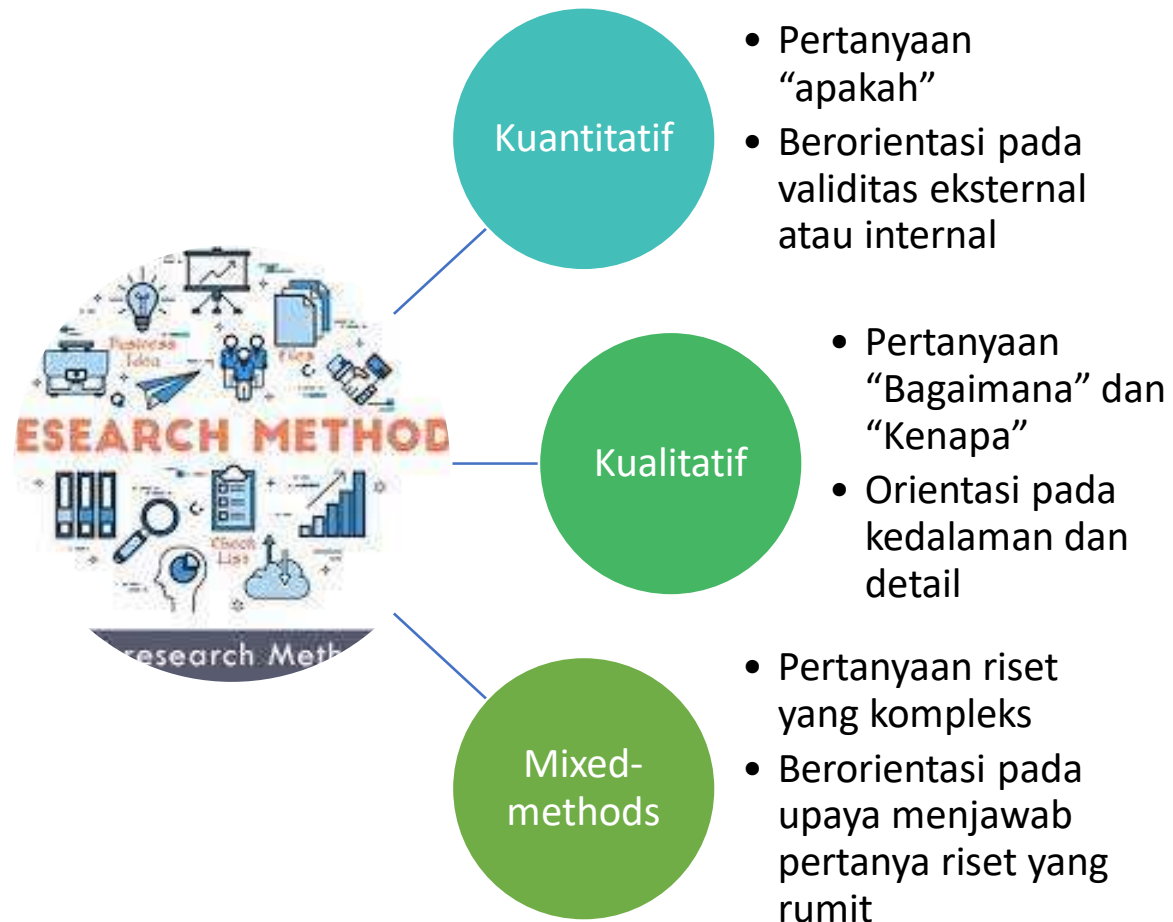 Kuantitatif
• Pertanyaan
“apakah”
• Berorientasi pada
validitas eksternal
atau internal
Business
Idea
Files
ESEARCH METHOD
Check
List
research Meth
Kualitatif
• Pertanyaan
“Bagaimana” dan
“Kenapa”
• Orientasi pada
kedalaman dan
detail
Mixed-
methods
• Pertanyaan riset
yang kompleks
• Berorientasi pada
upaya menjawab
pertanya riset yang
rumit